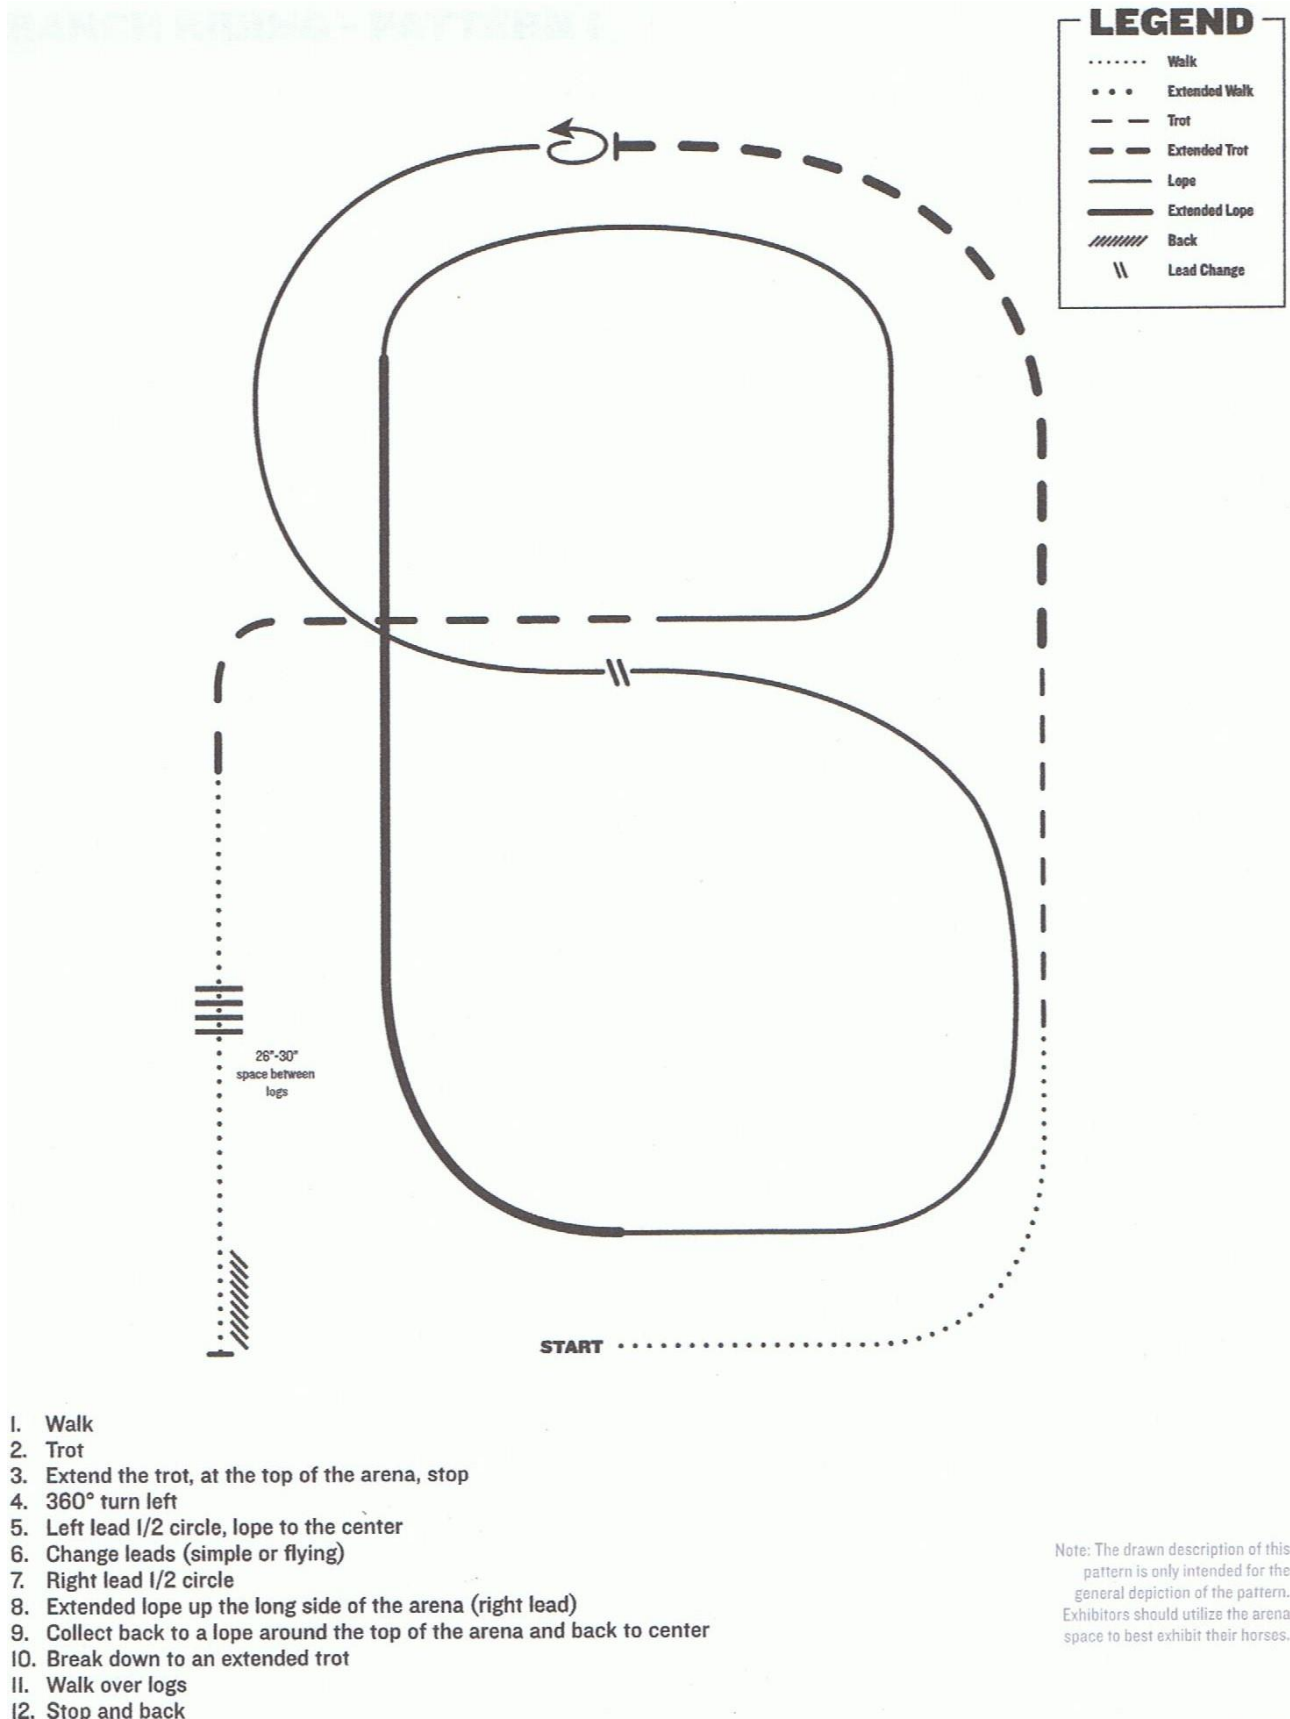 LEGEND
Walk
Extended Walk
Trot
Extended Trot
Lope
Extended Lope
Back
Lead Change
26"-30"
space between
logs
START
1. Walk
2. Trot
3. Extend the trot, at the top of the arena, stop
4. 360° turn left
5. Left lead 1/2 circle, lope to the center
6. Change leads (simple or flying)
7. Right lead 1/2 circle
8. Extended lope up the long side of the arena (right lead)
9. Collect back to a lope around the top of the arena and back to center
10. Break down to an extended trot
11. Walk over logs
12. Stop and back
Note: The drawn description of this
pattern is only intended for the
general depiction of the pattern.
Exhibitors should utilize the arena
space to best exhibit their horses.